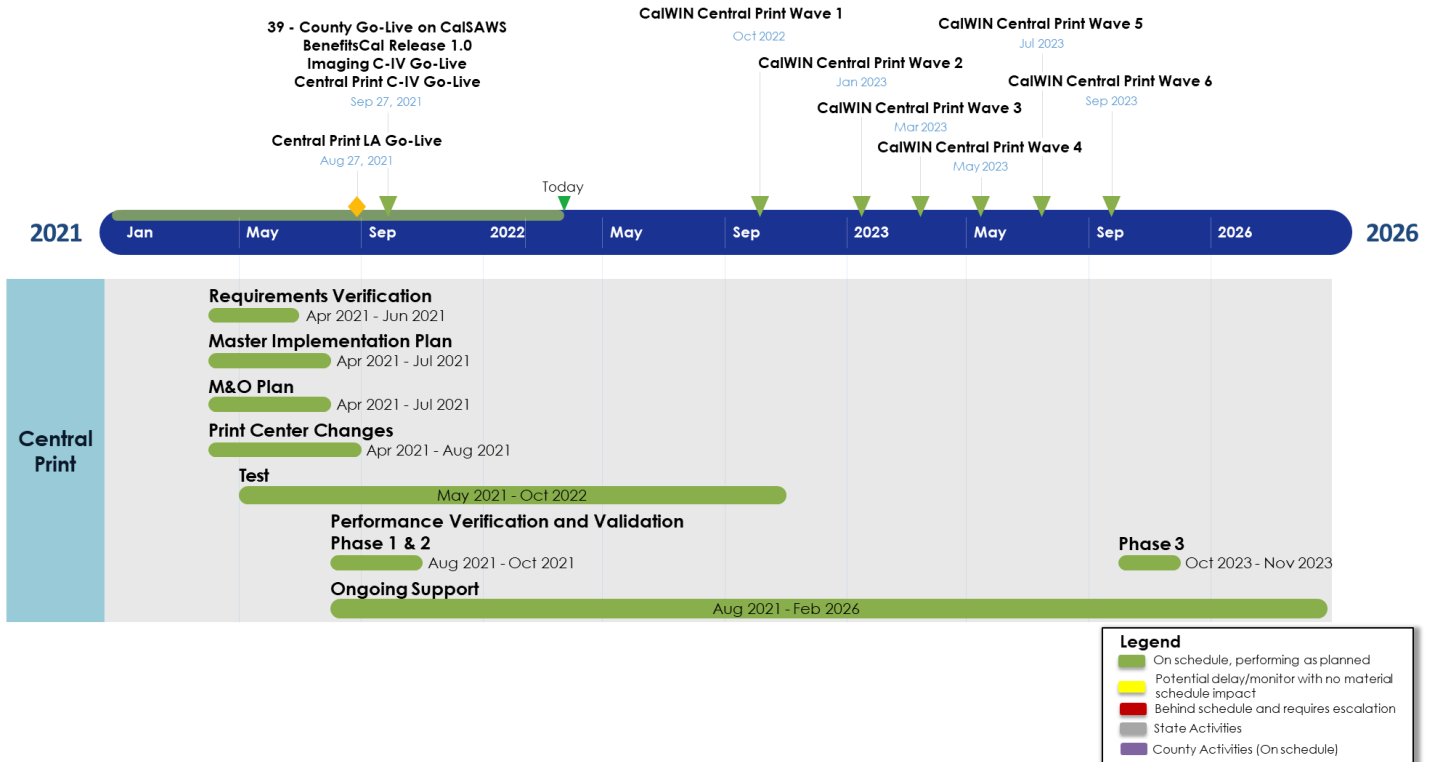 39 - County Go-Live on CalSAWS
BenefitsCal Release 1.0
Imaging C-IV Go-Live
Central Print C-IV Go-Live
Sep 27, 2021
Central Print LA Go-Live
Aug 27, 2021
Today
CalWIN Central Print Wave 1
Oct 2022
CalWIN Central Print Wave 2
Jan 2023
CalWIN Central Print Wave 3
Mar 2023
CalWIN Central Print Wave 4
May 2023
CalWIN Central Print Wave 5
Jul 2023
CalWIN Central Print Wave 6
Sep 2023
2021
Jan
May
Sep
2022
May
Sep
2023
May
Sep
2026
2026
Central
Print
Requirements Verification
Apr 2021 - Jun 2021
Master Implementation Plan
Apr 2021 - Jul 2021
M&O Plan
Apr 2021 - Jul 2021
Print Center Changes
Apr 2021 - Aug 2021
Test
May 2021 - Oct 2022
Performance Verification and Validation
Phase 1 & 2
Aug 2021 - Oct 2021
Phase 3
Oct 2023 - Nov 2023
Ongoing Support
Aug 2021 - Feb 2026
Legend
On schedule, performing as planned
Potential delay/monitor with no material
schedule impact
Behind schedule and requires escalation
State Activities
County Activities (On schedule)